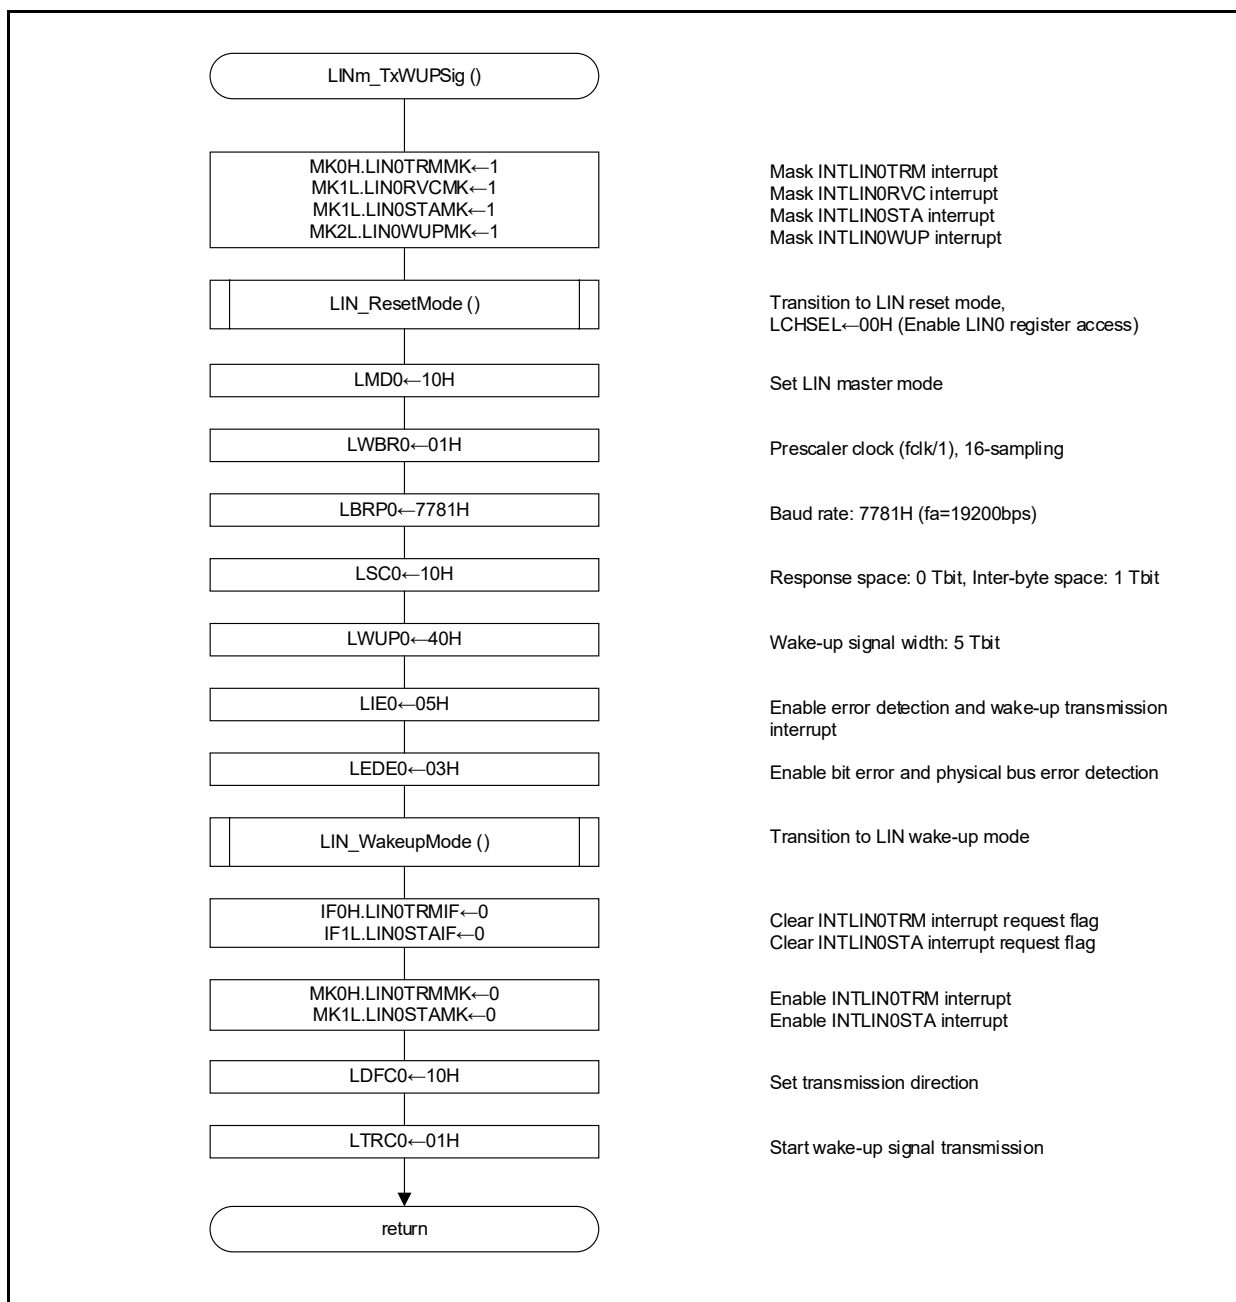 LINm_TxWUPSig ()
MK0H.LIN0TRMMK←1
MK1L.LIN0RVCMK←1
MK1L.LIN0STAMK←1
MK2L.LIN0WUPMK←1
Mask INTLIN0TRM interrupt
Mask INTLIN0RVC interrupt
Mask INTLIN0STA interrupt
Mask INTLIN0WUP interrupt
LIN_ResetMode ()
Transition to LIN reset mode,
LCHSEL←00H (Enable LIN0 register access)
LMD0←10H
Set LIN master mode
LWBR0←01H
Prescaler clock (fclk/1), 16-sampling
LBRP0←7781H
Baud rate: 7781H (fa=19200bps)
LSC0←10H
Response space: 0 Tbit, Inter-byte space: 1 Tbit
LWUP0←40H
Wake-up signal width: 5 Tbit
LIE0←05H
Enable error detection and wake-up transmission
interrupt
LEDE0←03H
Enable bit error and physical bus error detection
LIN_WakeupMode ()
Transition to LIN wake-up mode
IF0H.LIN0TRMIF←0
IF1L.LIN0STAIF←0
Clear INTLIN0TRM interrupt request flag
Clear INTLIN0STA interrupt request flag
MK0H.LIN0TRMMK←0
MK1L.LIN0STAMK←0
Enable INTLIN0TRM interrupt
Enable INTLIN0STA interrupt
LDFC0←10H
Set transmission direction
LTRC0←01H
Start wake-up signal transmission
return